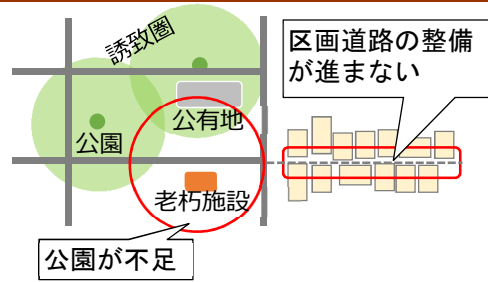 誘致圏
区画道路の整備
が進まない
公園
公有地
老朽施設
公園が不足